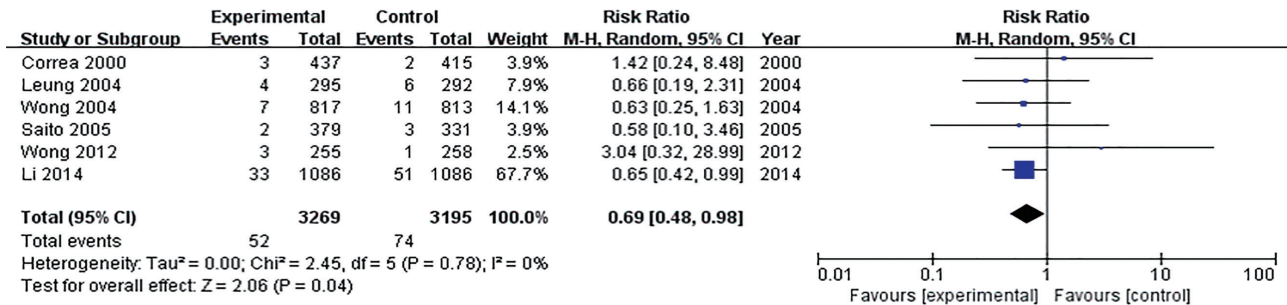 Experimental Control Risk Ratio Risk Ratio
Study or Subgroup Events Total Events Total Weight M-H, Random, 95% CI Year M-H, Random, 95% CI
Correa 2000 3 437 2 415 3.9% 1.42 [0.24, 8.48] 2000
Leung 2004 4 295 6 292 7.9% 0.66 [0.19, 2.31] 2004
Wong 2004 7 817 11 813 14.1% 0.63 [0.25, 1.63] 2004
Saito 2005 2 379 3 331 3.9% 0.58 [0.10, 3.46] 2005
Wong 2012 3 255 1 258 2.5% 3.04 [0.32, 28.99] 2012
Li 2014 33 1086 51 1086 67.7% 0.65 [0.42, 0.99] 2014
Total (95% CI) 3269 3195 100.0% 0.69 [0.48, 0.98]
Total events 52 74
Heterogeneity: Tau² = 0.00; Chi² = 2.45, df = 5 (P = 0.78); I² = 0%
Test for overall effect: Z = 2.06 (P = 0.04)
0.01 0.1 1 10 100
Favours [experimental] Favours [control]